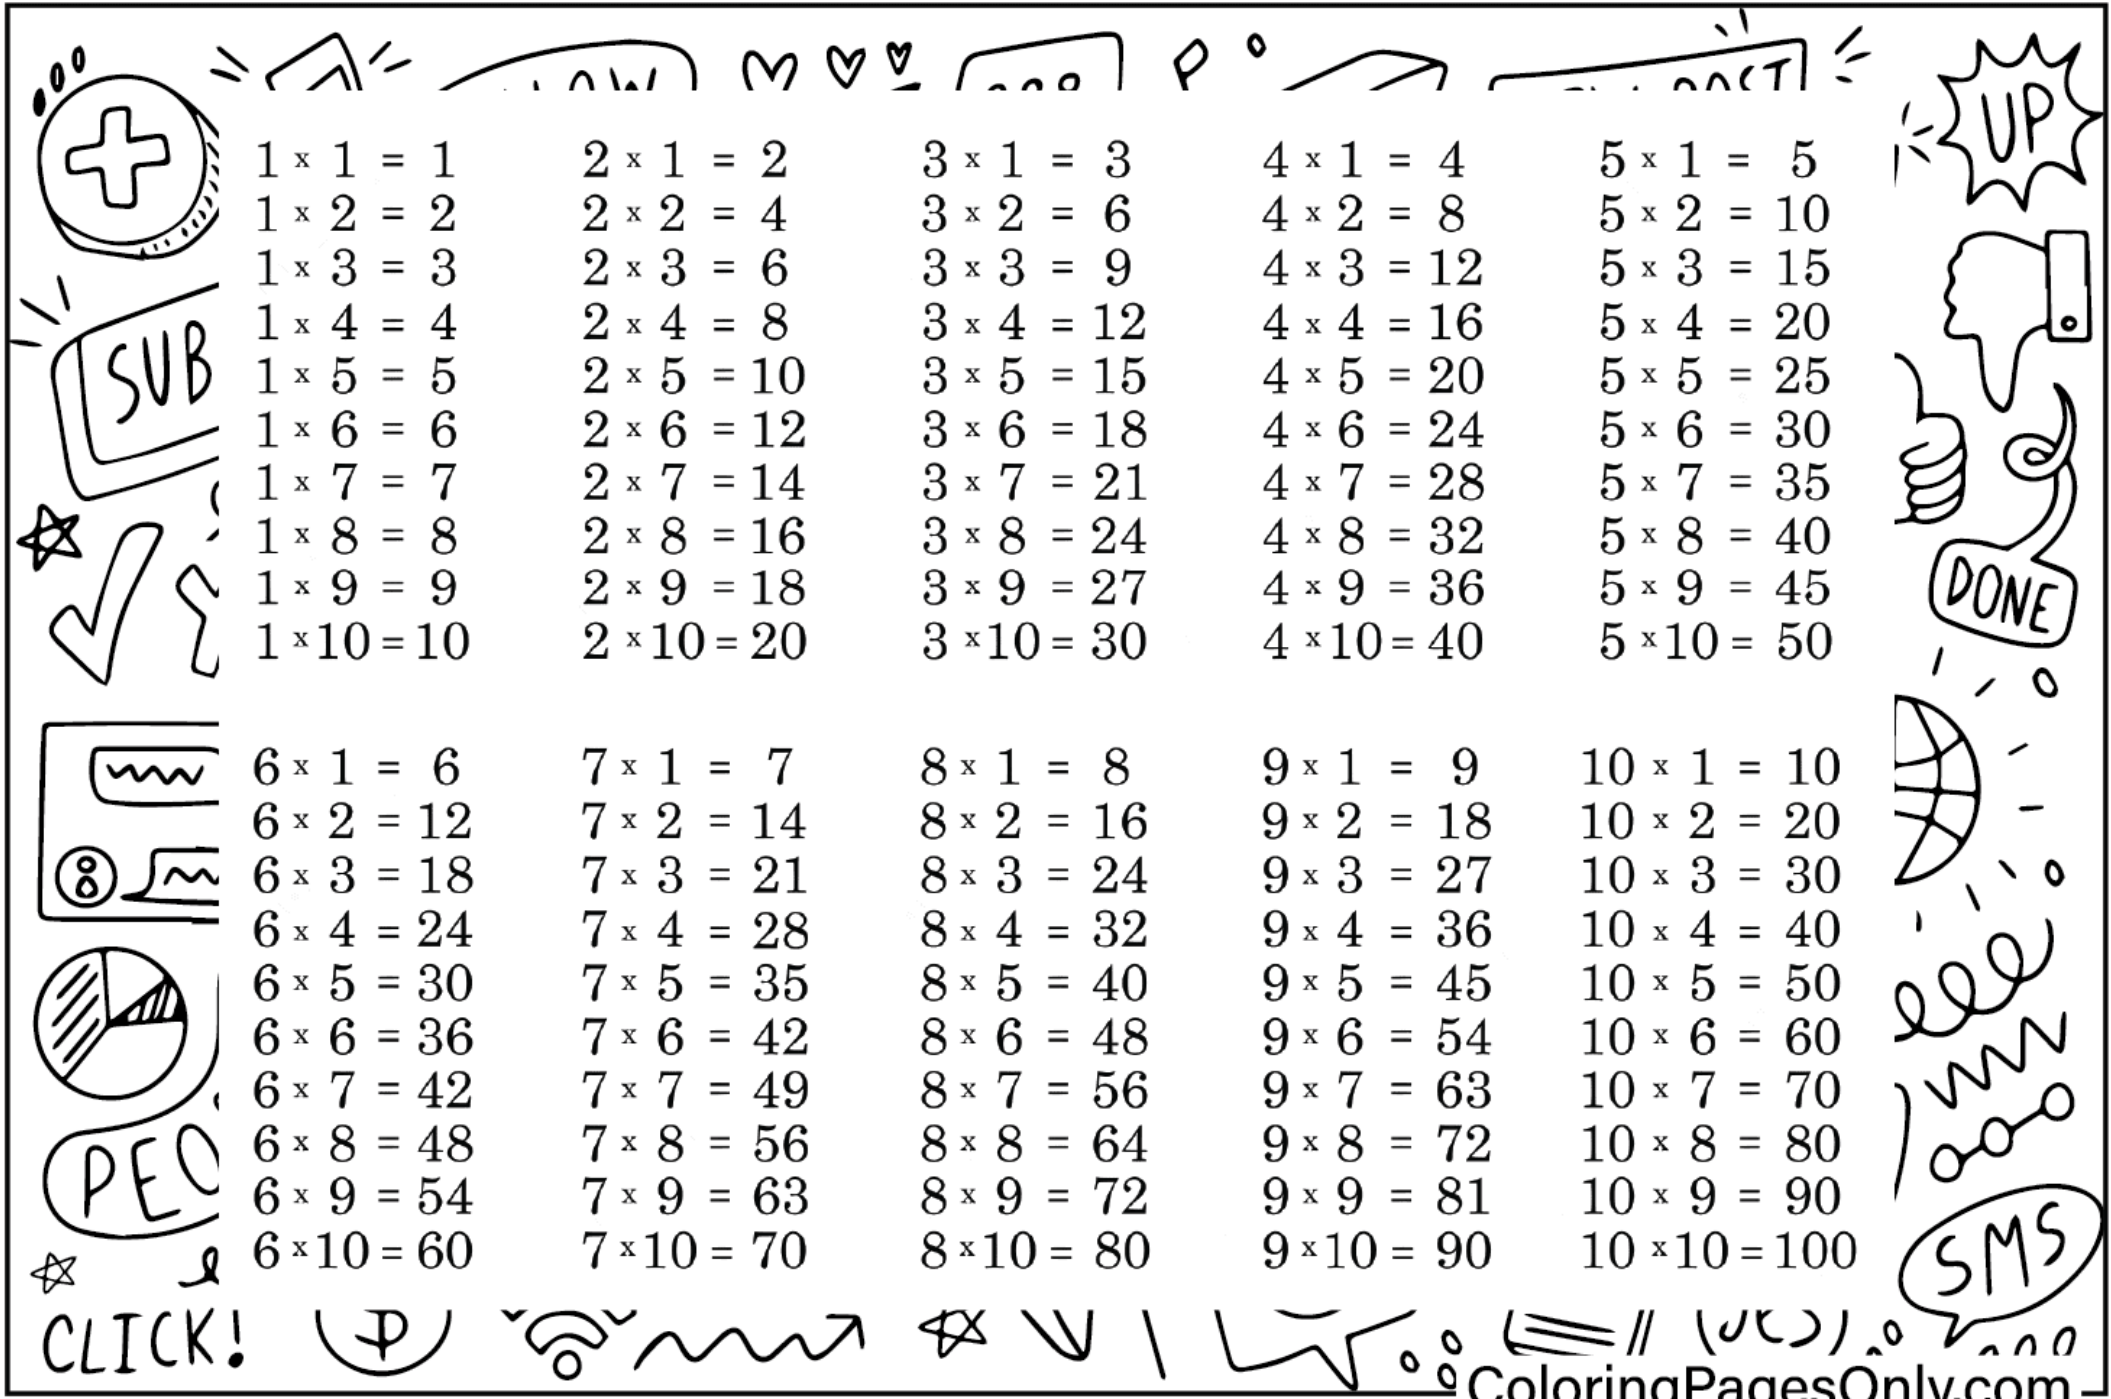 UP
1 x 1 = 1 2 x 1 = 2 3 x 1 = 3 4 x 1 = 4 5 x 1 = 5
1 x 2 = 2 2 x 2 = 4 3 x 2 = 6 4 x 2 = 8 5 x 2 = 10
1 x 3 = 3 2 x 3 = 6 3 x 3 = 9 4 x 3 = 12 5 x 3 = 15
1 x 4 = 4 2 x 4 = 8 3 x 4 = 12 4 x 4 = 16 5 x 4 = 20
SUB
1 x 5 = 5 2 x 5 = 10 3 x 5 = 15 4 x 5 = 20 5 x 5 = 25
1 x 6 = 6 2 x 6 = 12 3 x 6 = 18 4 x 6 = 24 5 x 6 = 30
1 x 7 = 7 2 x 7 = 14 3 x 7 = 21 4 x 7 = 28 5 x 7 = 35
1 x 8 = 8 2 x 8 = 16 3 x 8 = 24 4 x 8 = 32 5 x 8 = 40
1 x 9 = 9 2 x 9 = 18 3 x 9 = 27 4 x 9 = 36 5 x 9 = 45
DONE
1 x 10 = 10 2 x 10 = 20 3 x 10 = 30 4 x 10 = 40 5 x 10 = 50
6 x 1 = 6 7 x 1 = 7 8 x 1 = 8 9 x 1 = 9 10 x 1 = 10
6 x 2 = 12 7 x 2 = 14 8 x 2 = 16 9 x 2 = 18 10 x 2 = 20
6 x 3 = 18 7 x 3 = 21 8 x 3 = 24 9 x 3 = 27 10 x 3 = 30
6 x 4 = 24 7 x 4 = 28 8 x 4 = 32 9 x 4 = 36 10 x 4 = 40
6 x 5 = 30 7 x 5 = 35 8 x 5 = 40 9 x 5 = 45 10 x 5 = 50
6 x 6 = 36 7 x 6 = 42 8 x 6 = 48 9 x 6 = 54 10 x 6 = 60
6 x 7 = 42 7 x 7 = 49 8 x 7 = 56 9 x 7 = 63 10 x 7 = 70
6 x 8 = 48 7 x 8 = 56 8 x 8 = 64 9 x 8 = 72 10 x 8 = 80
PEO
6 x 9 = 54 7 x 9 = 63 8 x 9 = 72 9 x 9 = 81 10 x 9 = 90
6 x 10 = 60 7 x 10 = 70 8 x 10 = 80 9 x 10 = 90 10 x 10 = 100
SMS
CLICK!
ColoringPagesOnly.com